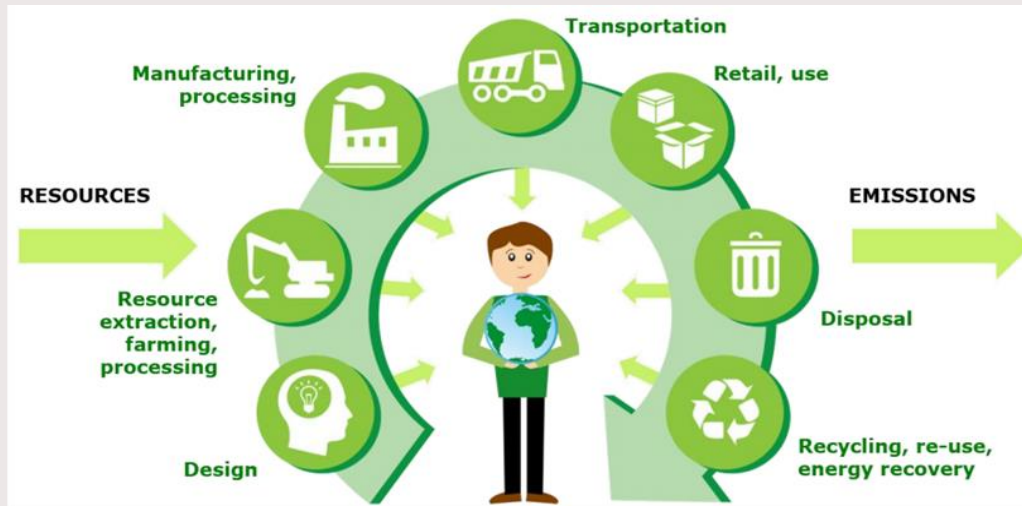 Transportation
Manufacturing,
processing
Retail, use
RESOURCES
EMISSIONS
Resource
extraction,
farming,
processing
Disposal
Design
Recycling, re-use,
energy recovery